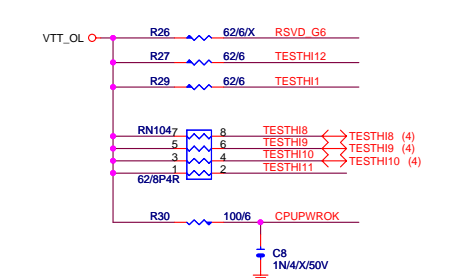 R26 62/6/X RSVD_G6
VTT_OL
R27 62/6 TESTHI12
R29 62/6 TESTHI1
RN104 7 8 TESTHI8 TESTHI8 (4)
5 6 TESTHI9 TESTHI9 (4)
3 4 TESTHI10 TESTHI10 (4)
1 2 TESTHI11
62/8P4R
R30 100/6 CPUPWROK
C8
1N/4/X/50V